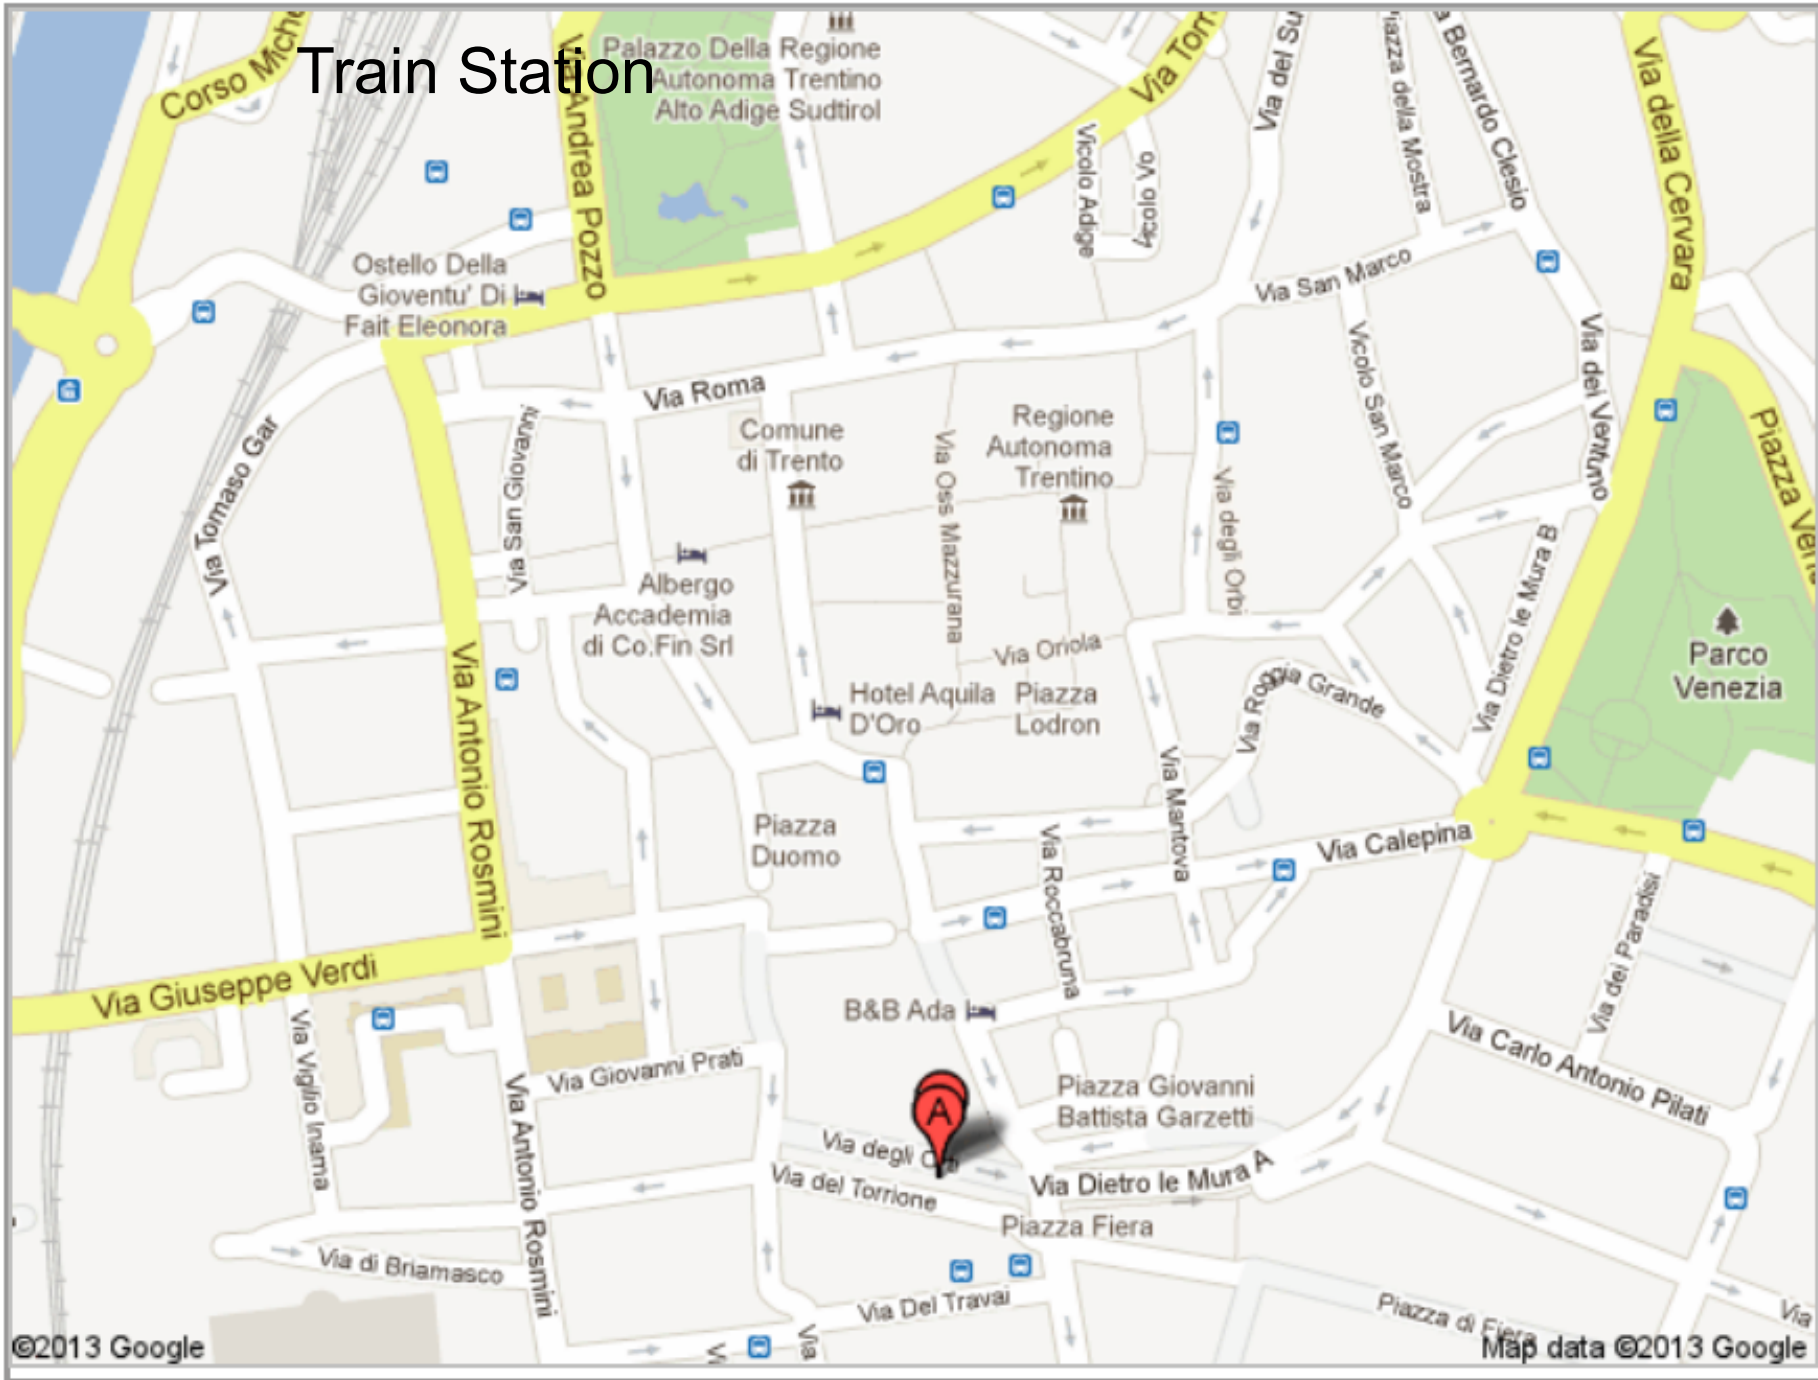 Corso Miche
Train Station
Via Andrea Pozzo
Palazzo Della Regione
Autonoma Trentino
Alto Adige Sudtirol
Via Torr
Vicolo Adige
Vicolo Vo
Via del Su
Piazza della Mostra
a Bernardo Clesio
Via della Cervara
Ostello Della
Gioventu' Di
Fait Eleonora
Via San Marco
Via Roma
Comune
di Trento
Regione
Autonoma
Trentino
Vicolo San Marco
Via dei Ventuno
Piazza Ven
Via Tomaso Gar
Via San Giovanni
Via Oss Mazzurana
Via degli Orbi
Albergo
Accademia
di Co.Fin Srl
Via Oriola
Via Dietro le Mura B
Parco
Venezia
Via Antonio Rosmini
Hotel Aquila
D'Oro
Piazza
Lodron
Via Roggia Grande
Via Mantova
Piazza
Duomo
Via Roccabruna
Via Calepina
Via dei Paradisi
Via Giuseppe Verdi
B&B Ada
Via Vigilio Inama
Via Giovanni Prati
Via Carlo Antonio Pilati
Piazza Giovanni
Battista Garzetti
A
Via degli
Via del Torrione
Via Dietro le Mura A
Via Antonio Rosmini
Piazza Fiera
Via di Briamasco
Via Del Travai
Piazza di Fiera
Via
Vi
Via
©2013 Google
Map data ©2013 Google